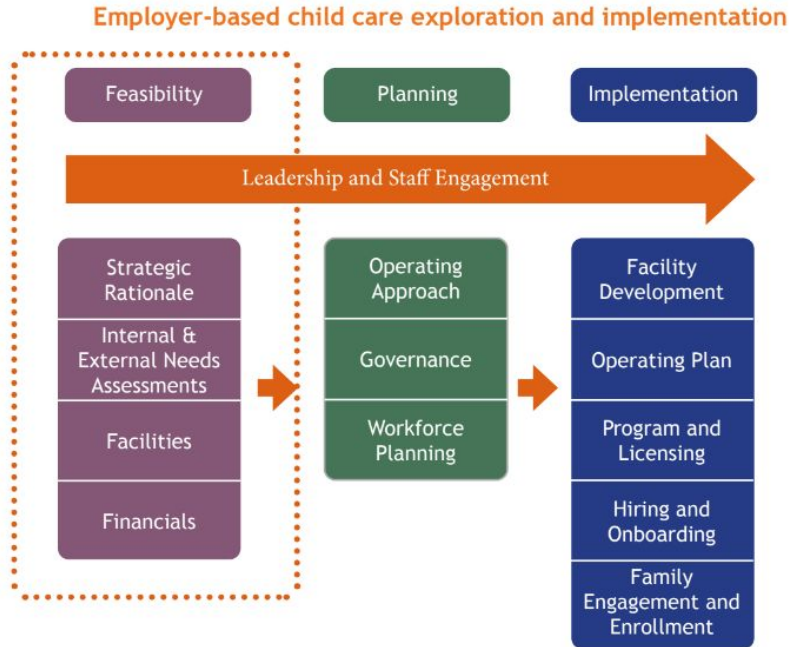 Employer-based child care exploration and implementation
Feasibility
Planning
Implementation
Leadership and Staff Engagement
Strategic
Rationale
Internal &
External Needs
Assessments
Facilities
Financials
Operating
Approach
Governance
Workforce
Planning
Facility
Development
Operating Plan
Program and
Licensing
Hiring and
Onboarding
Family
Engagement and
Enrollment